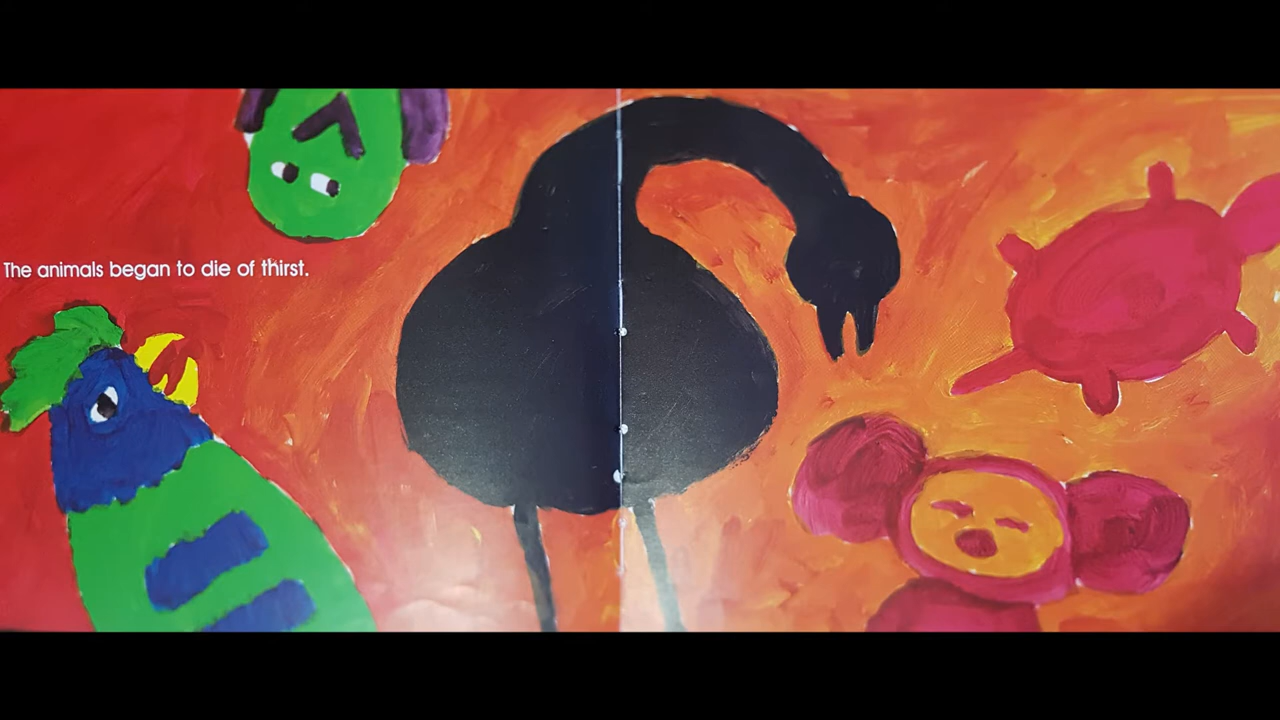 The animals began to die of thirst.